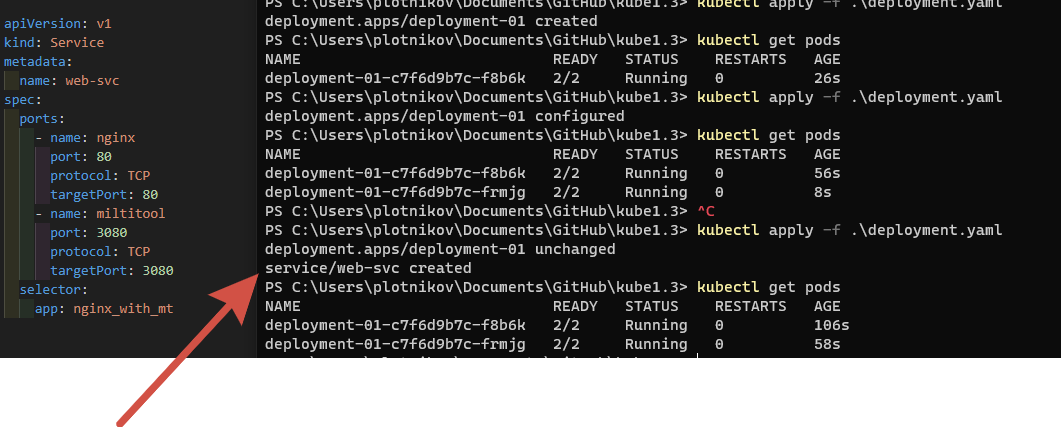 apiVersion: v1
kind: Service
metadata:
  name: web-svc
spec:
  ports:
    - name: nginx
      port: 80
      protocol: TCP
      targetPort: 80
    - name: miltitool
      port: 3080
      protocol: TCP
      targetPort: 3080
  selector:
    app: nginx_with_mt
PS C:\Users\plotnikov\Documents\GitHub\kube1.3> kubectl apply -f .\deployment.yaml
deployment.apps/deployment-01 created
PS C:\Users\plotnikov\Documents\GitHub\kube1.3> kubectl get pods
NAME                            READY   STATUS    RESTARTS   AGE
deployment-01-c7f6d9b7c-f8b6k   2/2     Running   0          26s
PS C:\Users\plotnikov\Documents\GitHub\kube1.3> kubectl apply -f .\deployment.yaml
deployment.apps/deployment-01 configured
PS C:\Users\plotnikov\Documents\GitHub\kube1.3> kubectl get pods
NAME                            READY   STATUS    RESTARTS   AGE
deployment-01-c7f6d9b7c-f8b6k   2/2     Running   0          56s
deployment-01-c7f6d9b7c-frmjg   2/2     Running   0          8s
PS C:\Users\plotnikov\Documents\GitHub\kube1.3> ^C
PS C:\Users\plotnikov\Documents\GitHub\kube1.3> kubectl apply -f .\deployment.yaml
deployment.apps/deployment-01 unchanged
service/web-svc created
PS C:\Users\plotnikov\Documents\GitHub\kube1.3> kubectl get pods
NAME                            READY   STATUS    RESTARTS   AGE
deployment-01-c7f6d9b7c-f8b6k   2/2     Running   0          106s
deployment-01-c7f6d9b7c-frmjg   2/2     Running   0          58s